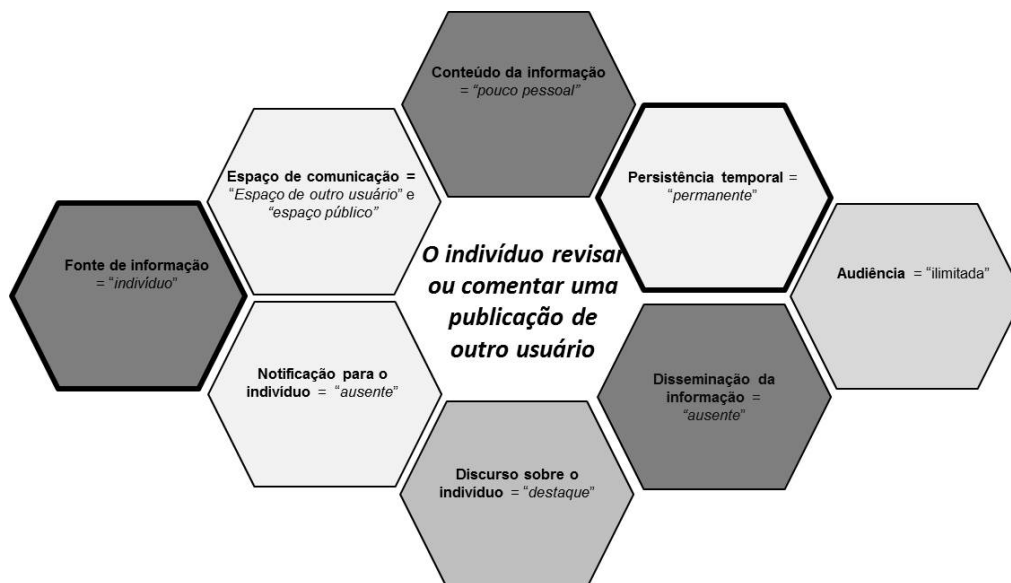 Conteúdo da informação
= “pouco pessoal”
Espaço de comunicação =
“Espaço de outro usuário” e
“espaço público”
Persistência temporal =
“permanente”
Fonte de informação
= “indivíduo”
O indivíduo revisar
ou comentar uma
publicação de
outro usuário
Audiência = “ilimitada”
Notificação para o
indivíduo = “ausente”
Disseminação da
informação =
“ausente”
Discurso sobre o
individuo = “destaque”